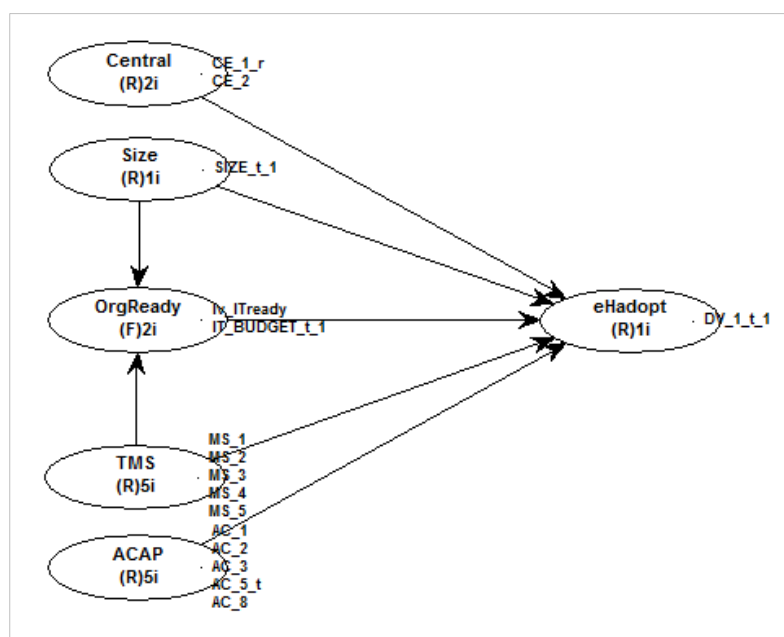 Central
(R)2i
CE_1_r
CE_2
Size
(R)1i
SIZE_t_1
OrgReady
(F)2i
lv_ITready
IT_BUDGET_t_1
eHadopt
(R)1i
DV_1_t_1
TMS
(R)5i
MS_1
MS_2
MS_3
MS_4
MS_5
ACAP
(R)5i
AC_1
AC_2
AC_3
AC_5_t
AC_8